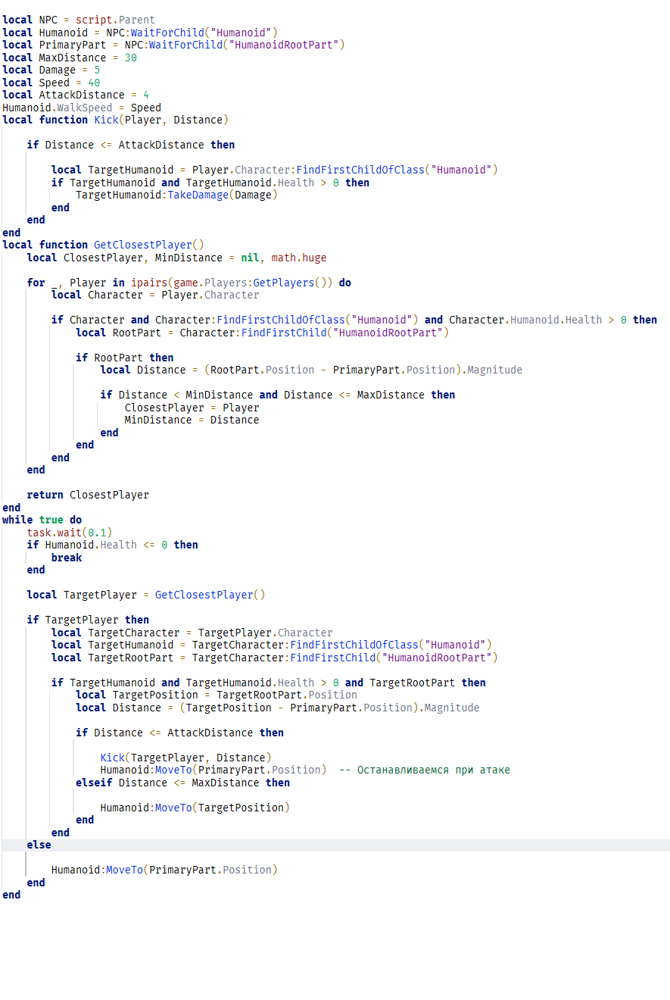 local NPC = script.Parent
local Humanoid = NPC:WaitForChild("Humanoid")
local PrimaryPart = NPC:WaitForChild("HumanoidRootPart")
local MaxDistance = 30
local Damage = 5
local Speed = 40
local AttackDistance = 4
Humanoid.WalkSpeed = Speed
local function Kick(Player, Distance)
    if Distance <= AttackDistance then
        local TargetHumanoid = Player.Character:FindFirstChildOfClass("Humanoid")
        if TargetHumanoid and TargetHumanoid.Health > 0 then
            TargetHumanoid:TakeDamage(Damage)
        end
    end
end
local function GetClosestPlayer()
    local ClosestPlayer, MinDistance = nil, math.huge
    for _, Player in ipairs(game.Players:GetPlayers()) do
        local Character = Player.Character
        if Character and Character:FindFirstChildOfClass("Humanoid") and Character.Humanoid.Health > 0 then
            local RootPart = Character:FindFirstChild("HumanoidRootPart")
            if RootPart then
                local Distance = (RootPart.Position - PrimaryPart.Position).Magnitude
                if Distance < MinDistance and Distance <= MaxDistance then
                    ClosestPlayer = Player
                    MinDistance = Distance
                end
            end
        end
    end
    return ClosestPlayer
end
while true do
    task.wait(0.1)
    if Humanoid.Health <= 0 then
        break
    end
    local TargetPlayer = GetClosestPlayer()
    if TargetPlayer then
        local TargetCharacter = TargetPlayer.Character
        local TargetHumanoid = TargetCharacter:FindFirstChildOfClass("Humanoid")
        local TargetRootPart = TargetCharacter:FindFirstChild("HumanoidRootPart")
        if TargetHumanoid and TargetHumanoid.Health > 0 and TargetRootPart then
            local TargetPosition = TargetRootPart.Position
            local Distance = (TargetPosition - PrimaryPart.Position).Magnitude
            if Distance <= AttackDistance then
                Kick(TargetPlayer, Distance)
                Humanoid:MoveTo(PrimaryPart.Position)  -- Останавливаемся при атаке
            elseif Distance <= MaxDistance then
                Humanoid:MoveTo(TargetPosition)
            end
        end
    else
        Humanoid:MoveTo(PrimaryPart.Position)
    end
end